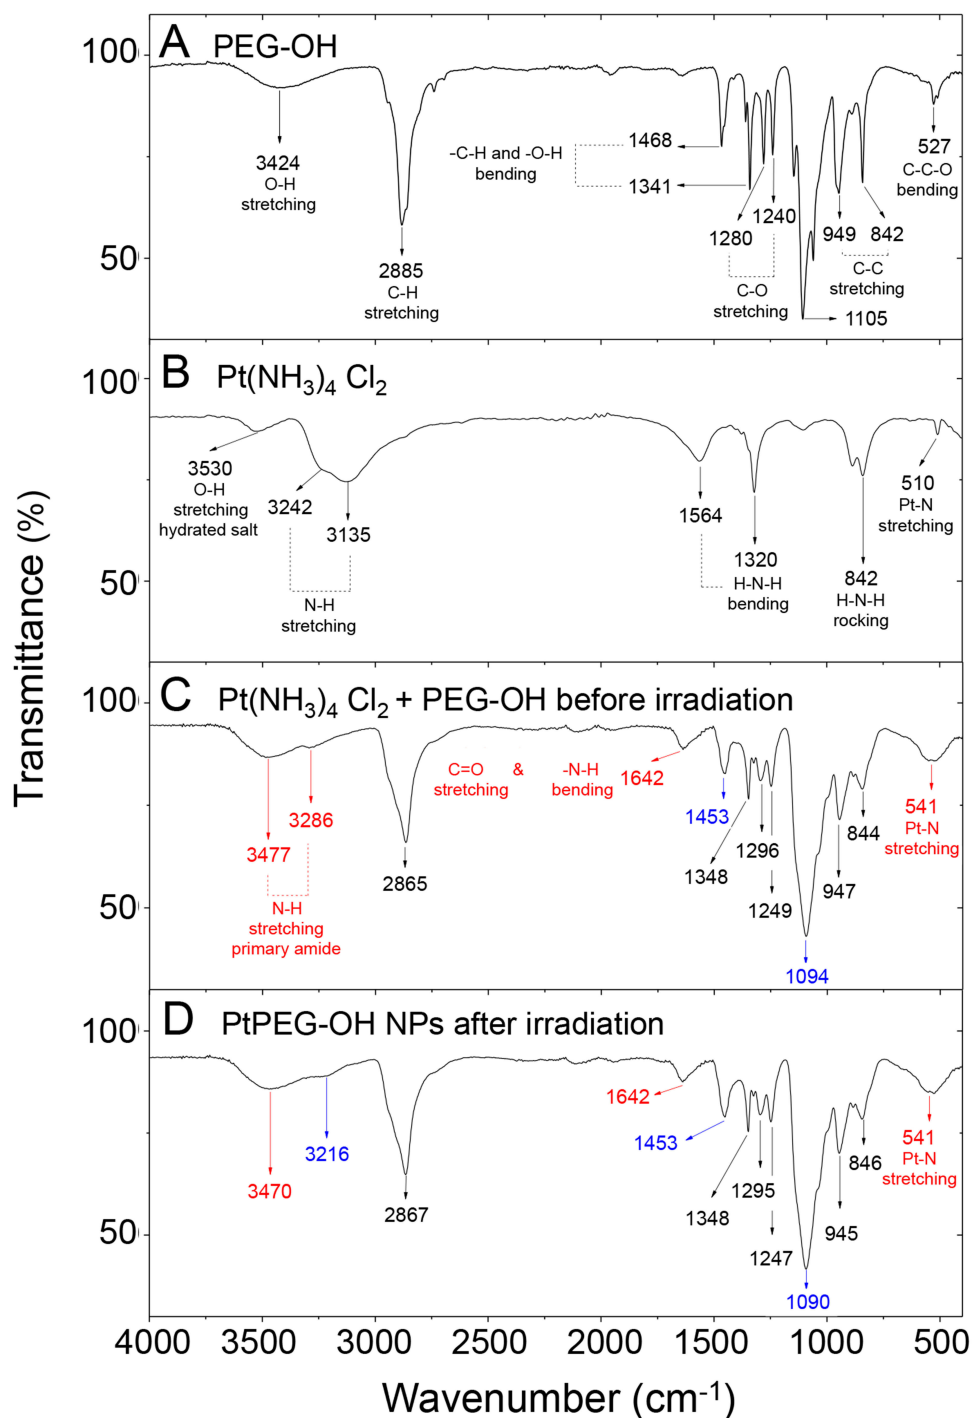 Transmittance (%)
A PEG-OH
100
50
3424
O-H
stretching
2885
C-H
stretching
-C-H and -O-H
bending
1468
1341
1280
1240
C-O
stretching
1105
949
842
C-C
stretching
527
C-C-O
bending
B Pt(NH3)4 Cl2
100
50
3530
O-H
stretching
hydrated salt
3242
3135
N-H
stretching
1564
1320
H-N-H
bending
842
H-N-H
rocking
510
Pt-N
stretching
C Pt(NH3)4 Cl2 + PEG-OH before irradiation
100
50
3477
3286
N-H
stretching
primary amide
2865
C=O & -N-H
stretching bending
1642
1453
1348
1296
1249
1094
947
844
541
Pt-N
stretching
D PtPEG-OH NPs after irradiation
100
50
3470
3216
2867
1642
1453
1348
1295
1247
1090
945
846
541
Pt-N
stretching
4000 3500 3000 2500 2000 1500 1000 500
Wavenumber (cm-1)